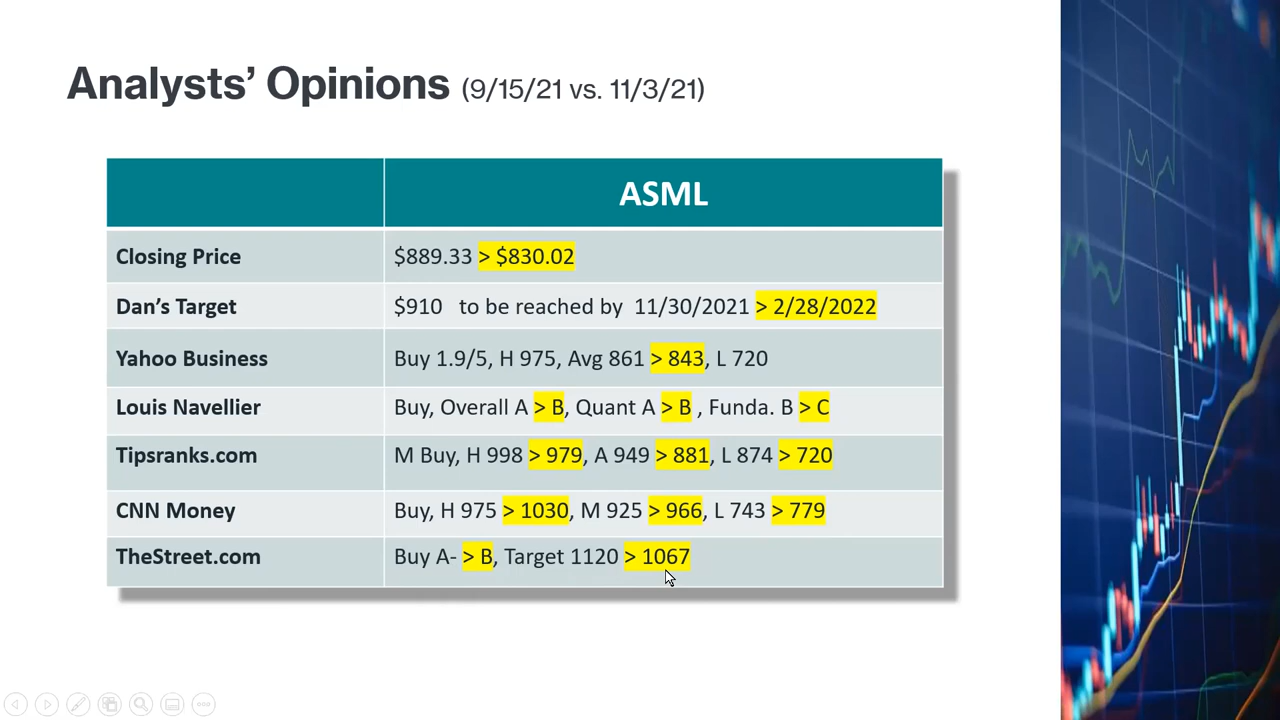 Analysts’ Opinions (9/15/21 vs. 11/3/21)
ASML
Closing Price $889.33 > $830.02
Dan’s Target $910 to be reached by 11/30/2021 > 2/28/2022
Yahoo Business Buy 1.9/5, H 975, Avg 861 > 843, L 720
Louis Navellier Buy, Overall A > B, Quant A > B , Funda. B > C
Tipsranks.com M Buy, H 998 > 979, A 949 > 881, L 874 > 720
CNN Money Buy, H 975 > 1030, M 925 > 966, L 743 > 779
TheStreet.com Buy A- > B, Target 1120 > 1067